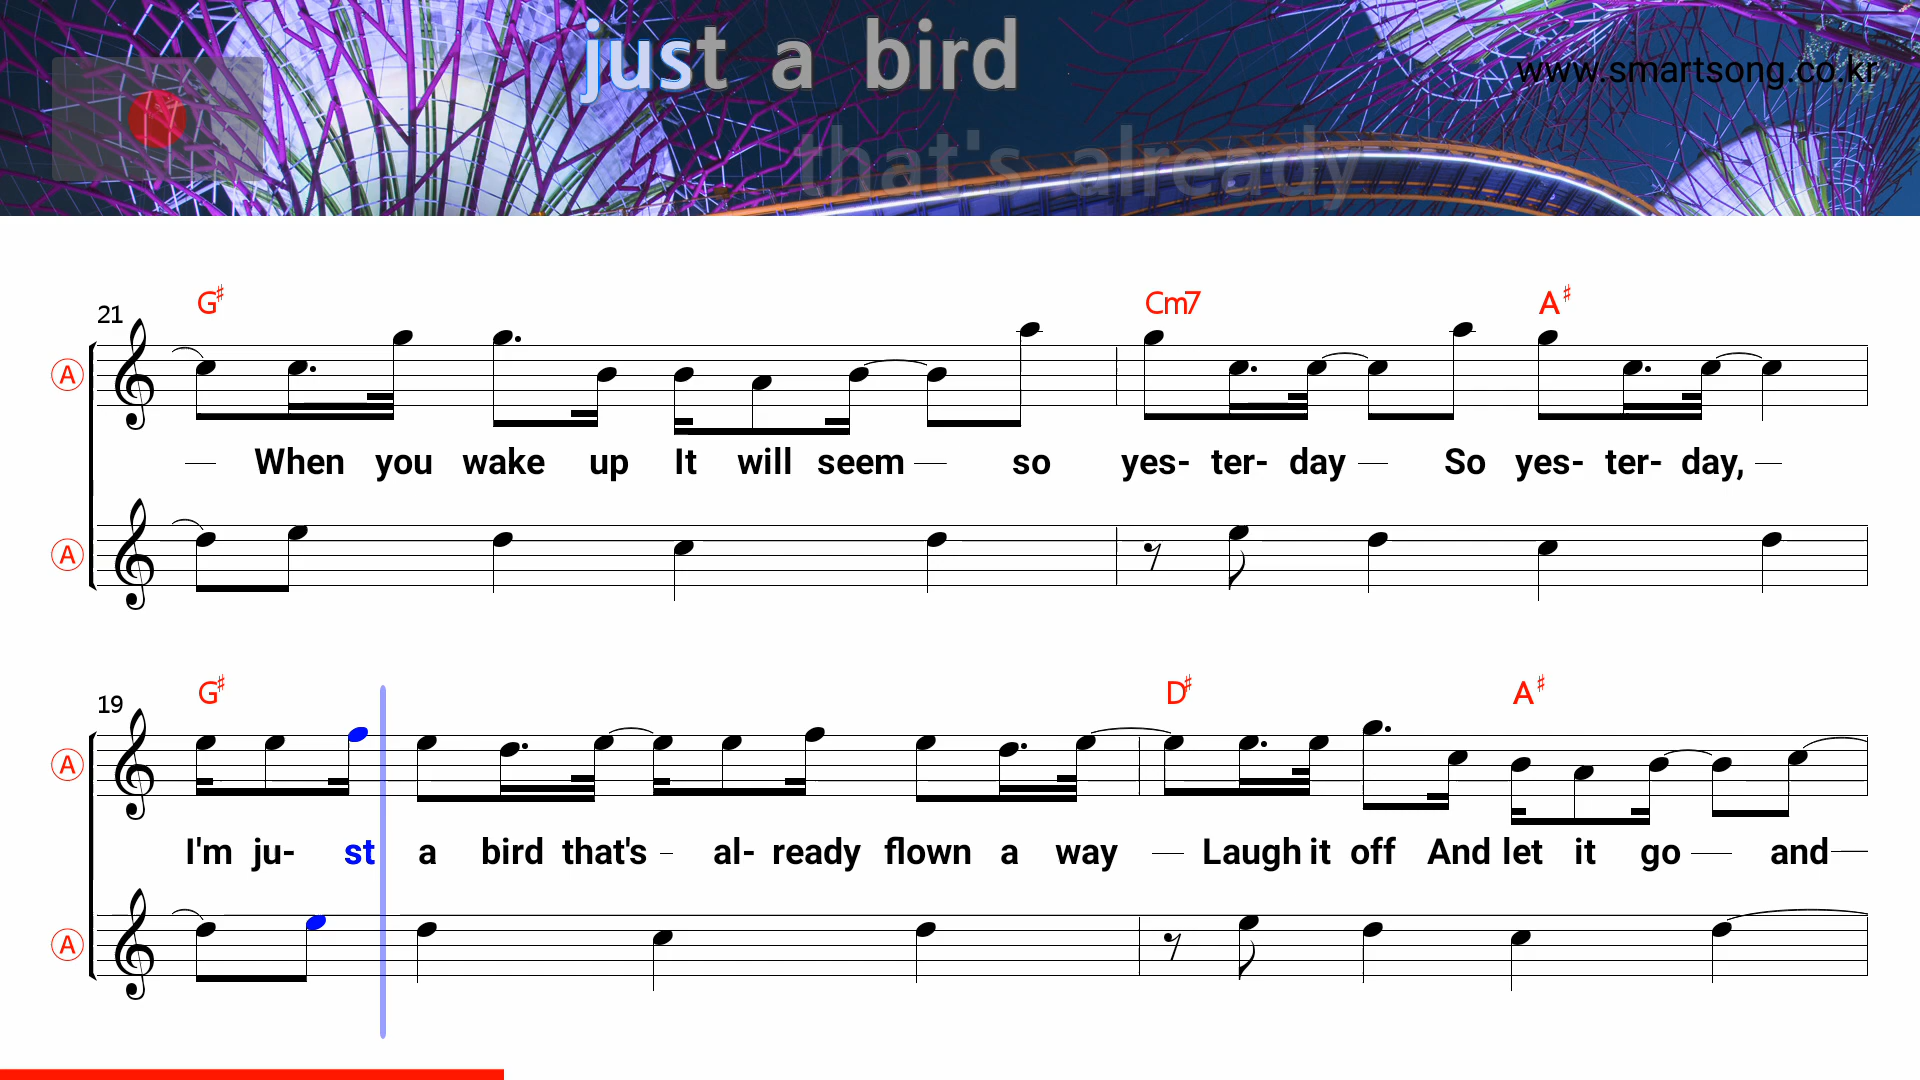 just a bird
www.smartsong.co.kr
that's already
21 G♯ Cm7 A♯
A
When you wake up It will seem — so yes- ter- day — So yes- ter- day, —
A
19 G♯ D♯ A♯
A
I'm ju- st a bird that's — al- ready flown a way — Laugh it off And let it go — and —
A